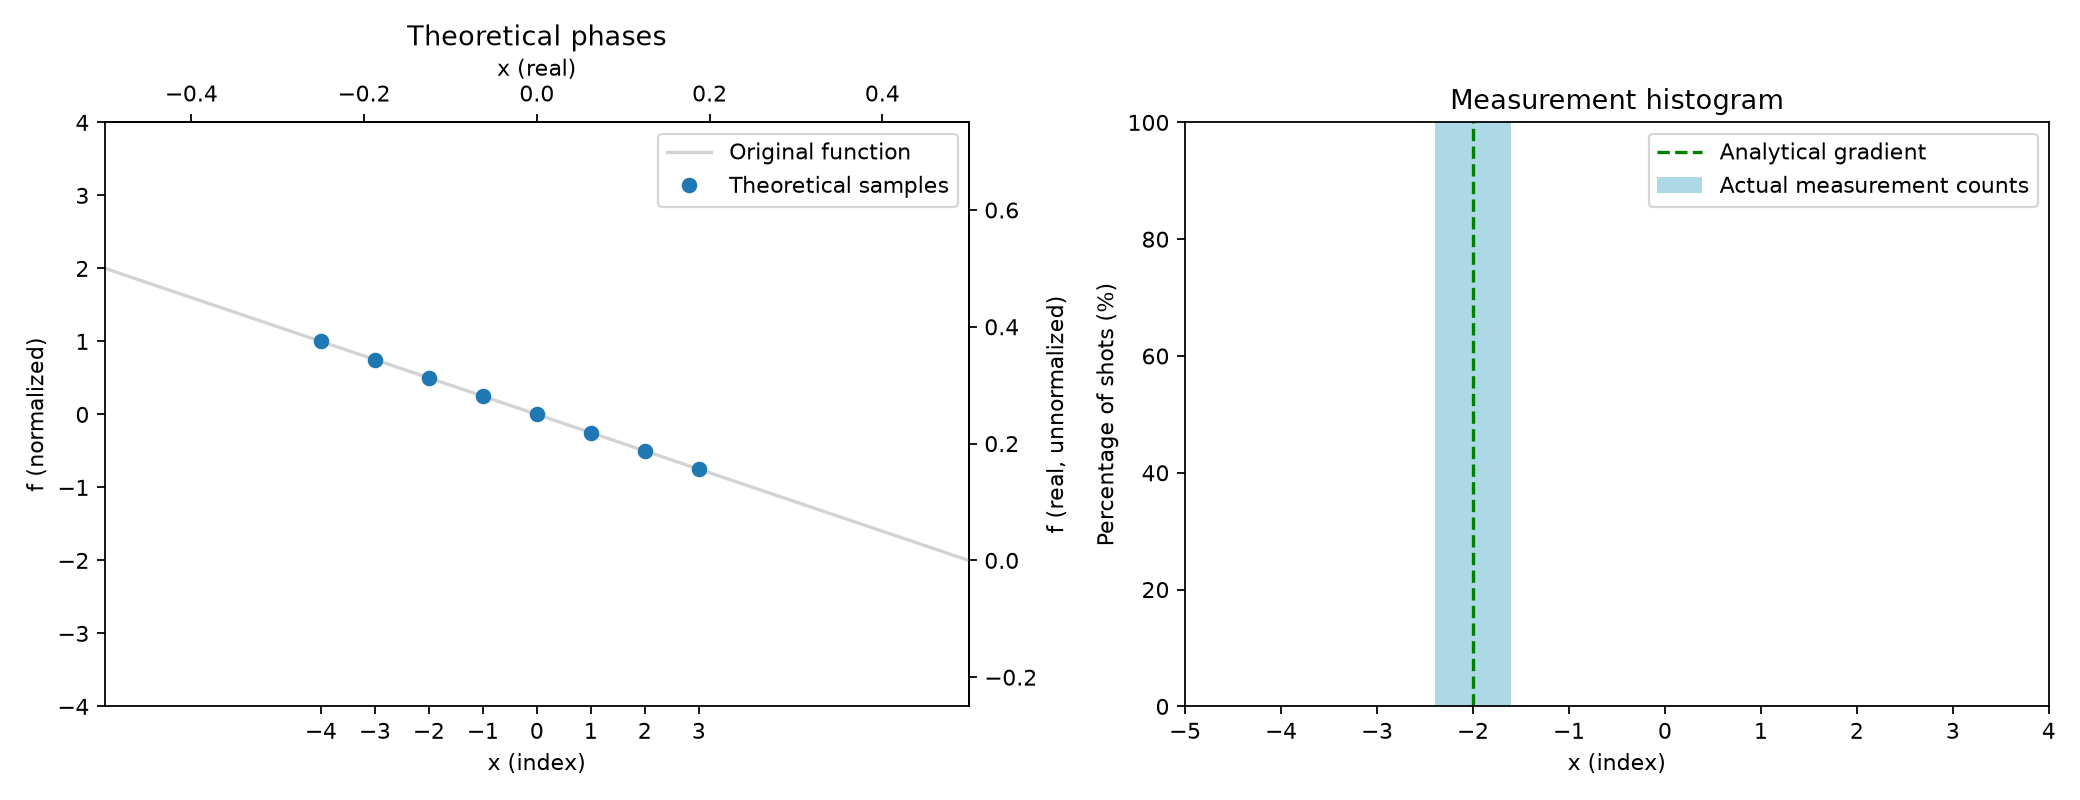 Theoretical phases
x (real)
−0.4 −0.2 0.0 0.2 0.4
Original function
Theoretical samples
4
3
2
1
0
−1
−2
−3
−4
f (normalized)
0.6
0.4
0.2
0.0
−0.2
f (real, unnormalized)
−4 −3 −2 −1 0 1 2 3
x (index)
Measurement histogram
Analytical gradient
Actual measurement counts
100
80
60
40
20
0
Percentage of shots (%)
−5 −4 −3 −2 −1 0 1 2 3 4
x (index)